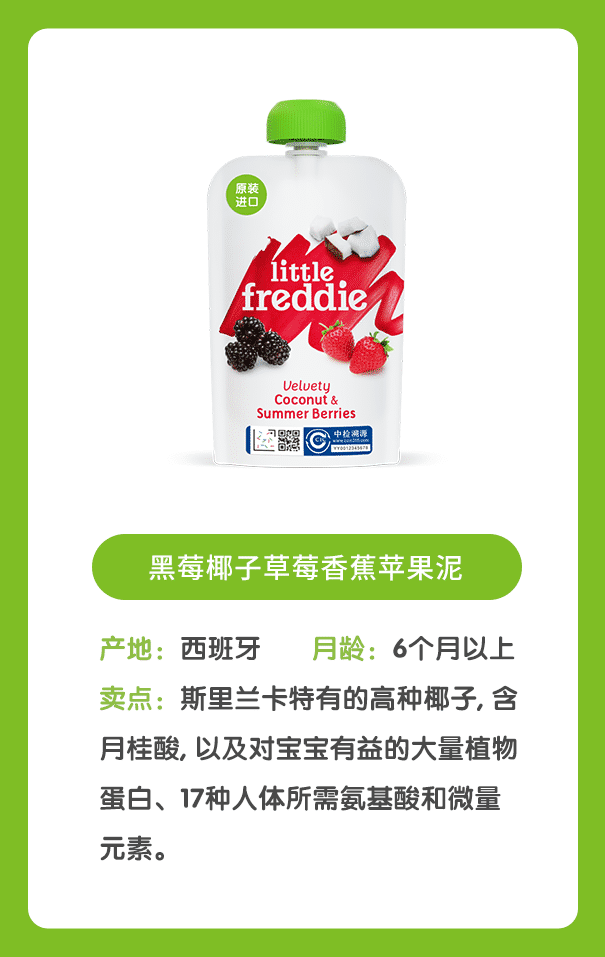 原装
进口
little
freddie
Velvety
Coconut &
Summer Berries
中检溯源
www.ccic315.com
YY0012345678
黑莓椰子草莓香蕉苹果泥
产地：西班牙 月龄：6个月以上
卖点：斯里兰卡特有的高种椰子, 含
月桂酸, 以及对宝宝有益的大量植物
蛋白、17种人体所需氨基酸和微量
元素。